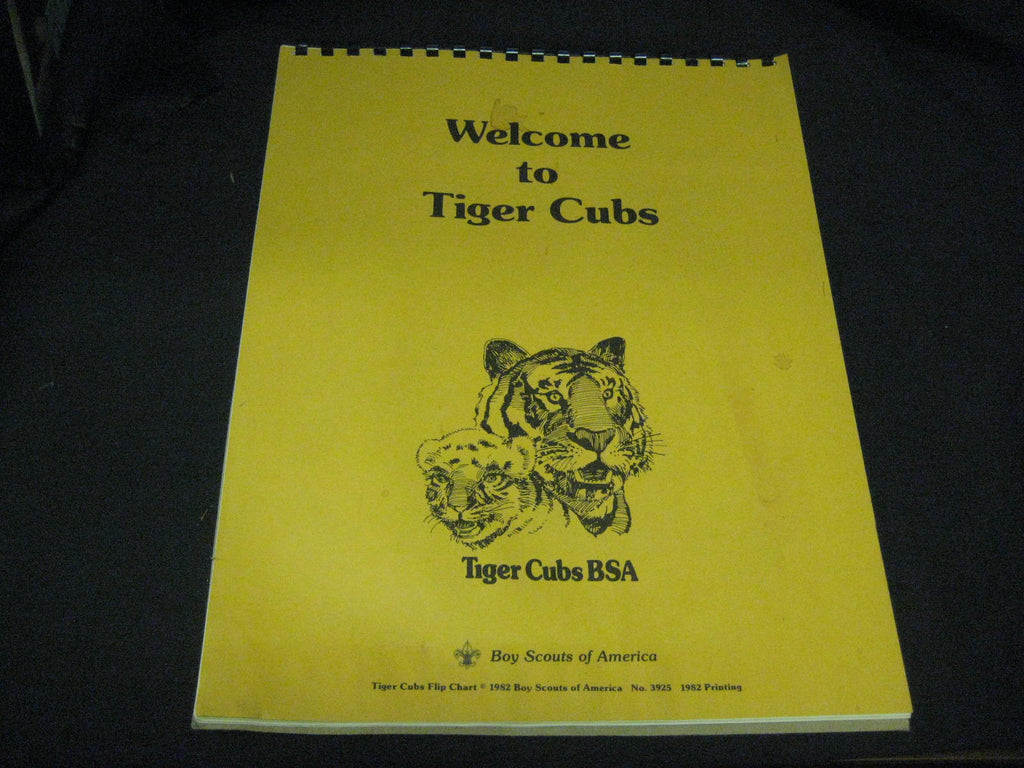 Welcome
to
Tiger Cubs
Tiger Cubs BSA
Boy Scouts of America
Tiger Cubs Flip Chart © 1982 Boy Scouts of America No. 3925 1982 Printing